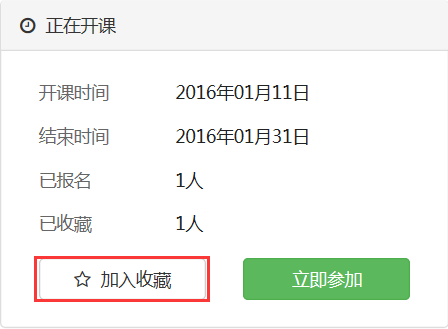 正在开课
开课时间 2016年01月11日
结束时间 2016年01月31日
已报名 1人
已收藏 1人
加入收藏 立即参加